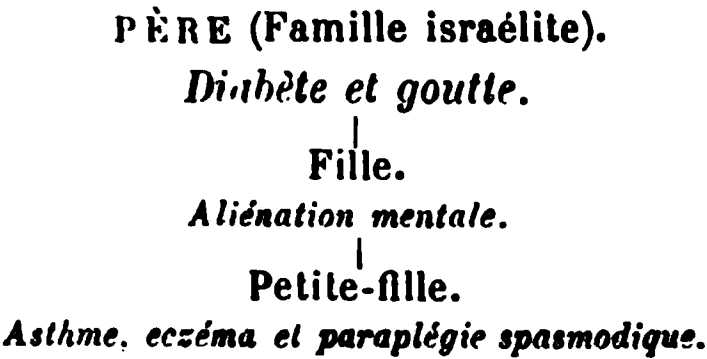 PÈRE (Famille israélite).
Diabète et goutte.
Fille.
Aliénation mentale.
Petite-fille.
Asthme, eczéma et paraplégie spasmodique.